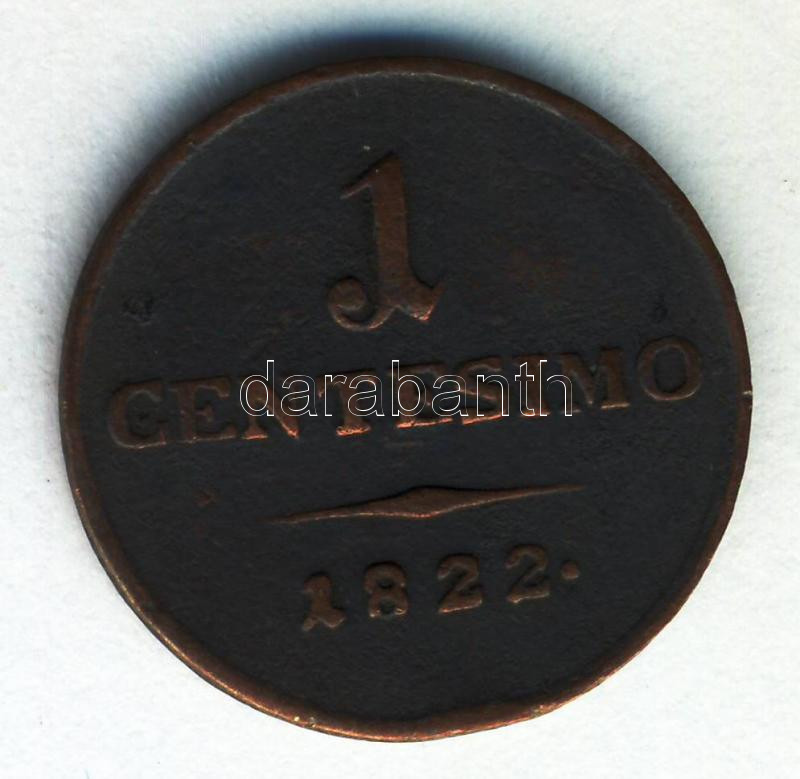 1
CENTESIMO
darabanth
1822.